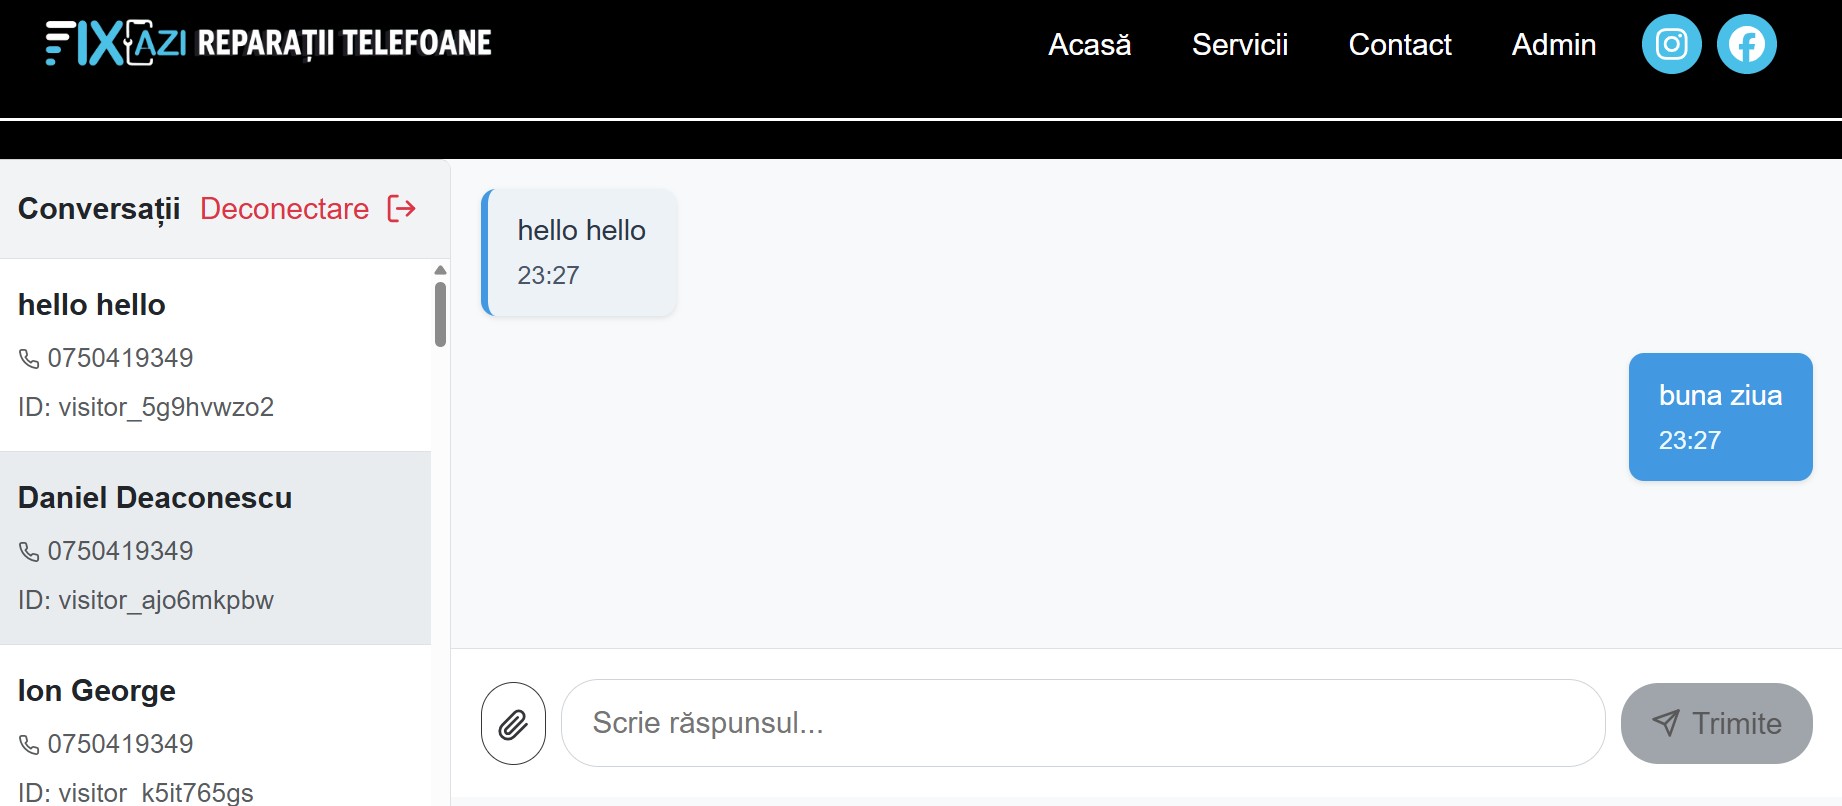 FIXAZI REPARAȚII TELEFOANE
Acasă Servicii Contact Admin
Conversații Deconectare
hello hello
0750419349
ID: visitor_5g9hvwzo2
Daniel Deaconescu
0750419349
ID: visitor_ajo6mkpbw
Ion George
0750419349
ID: visitor_k5it765gs
hello hello
23:27
buna ziua
23:27
Scrie răspunsul...
Trimite